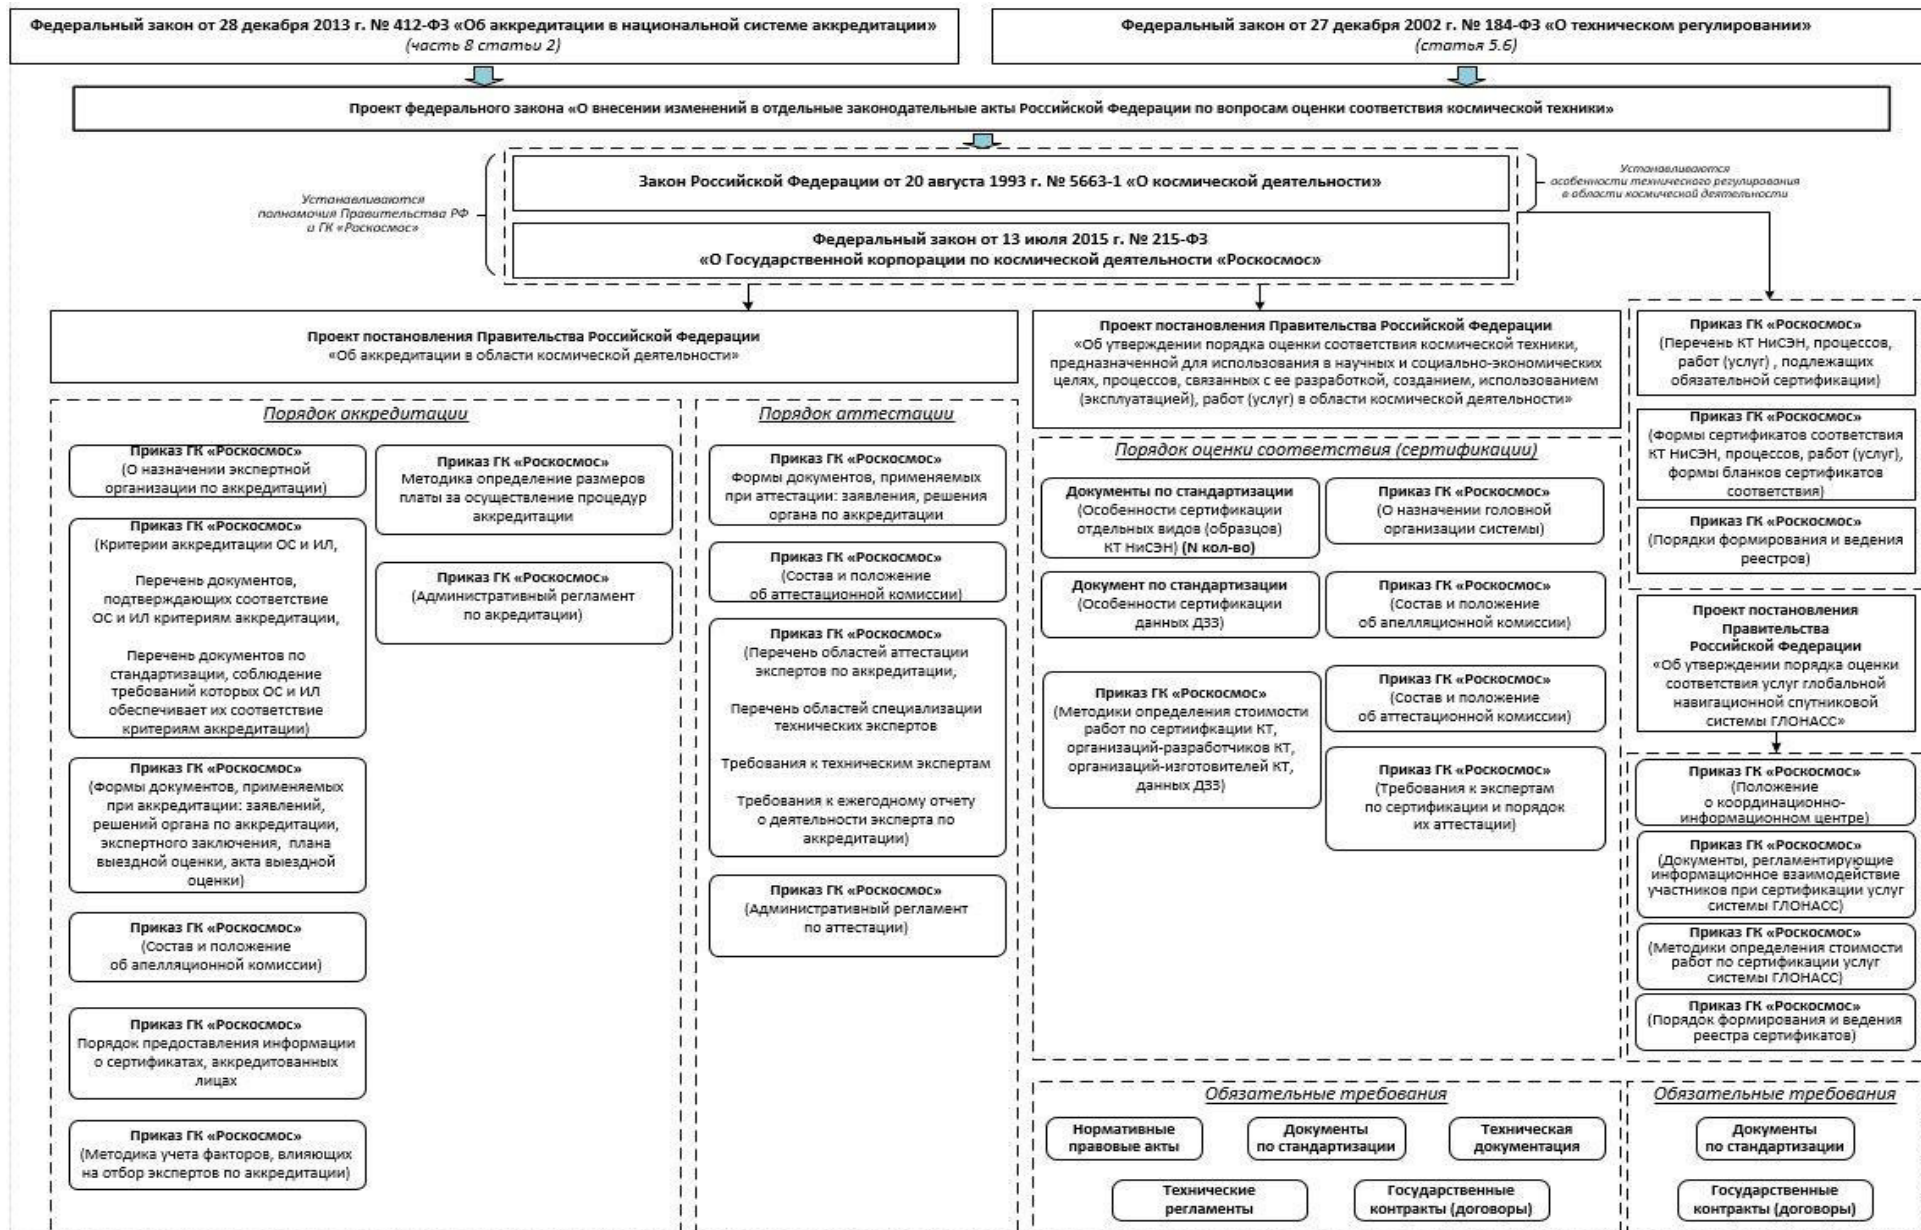 Федеральный закон от 28 декабря 2013 г. № 412-ФЗ «Об аккредитации в национальной системе аккредитации»
(часть 8 статьи 2)
Федеральный закон от 27 декабря 2002 г. № 184-ФЗ «О техническом регулировании»
(статья 5.6)
Проект федерального закона «О внесении изменений в отдельные законодательные акты Российской Федерации по вопросам оценки соответствия космической техники»
Устанавливаются
полномочия Правительства РФ
и ГК «Роскосмос»
Закон Российской Федерации от 20 августа 1993 г. № 5663-1 «О космической деятельности»
Федеральный закон от 13 июля 2015 г. № 215-ФЗ
«О Государственной корпорации по космической деятельности «Роскосмос»
Устанавливаются
особенности технического регулирования
в области космической деятельности
Проект постановления Правительства Российской Федерации
«Об аккредитации в области космической деятельности»
Порядок аккредитации
Приказ ГК «Роскосмос»
(О назначении экспертной
организации по аккредитации)
Приказ ГК «Роскосмос»
(Критерии аккредитации ОС и ИЛ,
Перечень документов,
подтверждающих соответствие
ОС и ИЛ критериям аккредитации,
Перечень документов по
стандартизации, соблюдение
требований которых ОС и ИЛ
обеспечивает их соответствие
критериям аккредитации)
Приказ ГК «Роскосмос»
(Формы документов, применяемых
при аккредитации: заявлений,
решений органа по аккредитации,
экспертного заключения, плана
выездной оценки, акта выездной
оценки)
Приказ ГК «Роскосмос»
(Состав и положение
об апелляционной комиссии)
Приказ ГК «Роскосмос»
Порядок предоставления информации
о сертификатах, аккредитованных
лицах
Приказ ГК «Роскосмос»
(Методика учета факторов, влияющих
на отбор экспертов по аккредитации)
Приказ ГК «Роскосмос»
Методика определение размеров
платы за осуществление процедур
аккредитации
Приказ ГК «Роскосмос»
(Административный регламент
по акредитации)
Порядок аттестации
Приказ ГК «Роскосмос»
Формы документов, применяемых
при аттестации: заявления, решения
органа по аккредитации
Приказ ГК «Роскосмос»
(Состав и положение
об аттестационной комиссии)
Приказ ГК «Роскосмос»
(Перечень областей аттестации
экспертов по аккредитации,
Перечень областей специализации
технических экспертов
Требования к техническим экспертам
Требования к ежегодному отчету
о деятельности эксперта по
аккредитации)
Приказ ГК «Роскосмос»
(Административный регламент
по аттестации)
Проект постановления Правительства Российской Федерации
«Об утверждении порядка оценки соответствия космической техники,
предназначенной для использования в научных и социально-экономических
целях, процессов, связанных с ее разработкой, созданием, использованием
(эксплуатацией), работ (услуг) в области космической деятельности»
Порядок оценки соответствия (сертификации)
Документы по стандартизации
(Особенности сертификации
отдельных видов (образцов)
КТ НиСЭН) (N кол-во)
Документ по стандартизации
(Особенности сертификации
данных ДЗЗ)
Приказ ГК «Роскосмос»
(Методики определения стоимости
работ по сертиифкации КТ,
организаций-разработчиков КТ,
организаций-изготовителей КТ,
данных ДЗЗ)
Приказ ГК «Роскосмос»
(О назначении головной
организации системы)
Приказ ГК «Роскосмос»
(Состав и положение
об апелляционной комиссии)
Приказ ГК «Роскосмос»
(Состав и положение
об аттестационной комиссии)
Приказ ГК «Роскосмос»
(Требования к экспертам
по сертификации и порядок
их аттестации)
Обязательные требования
Нормативные
правовые акты
Документы
по стандартизации
Техническая
документация
Технические
регламенты
Государственные
контракты (договоры)
Приказ ГК «Роскосмос»
(Перечень КТ НиСЭН, процессов,
работ (услуг) , подлежащих
обязательной сертификации)
Приказ ГК «Роскосмос»
(Формы сертификатов соответствия
КТ НиСЭН, процессов, работ (услуг),
формы бланков сертификатов
соответствия)
Приказ ГК «Роскосмос»
(Порядки формирования и ведения
реестров)
Проект постановления
Правительства
Российской Федерации
«Об утверждении порядка оценки
соответствия услуг глобальной
навигационной спутниковой
системы ГЛОНАСС»
Приказ ГК «Роскосмос»
(Положение
о координационно-
информационном центре)
Приказ ГК «Роскосмос»
(Документы, регламентирующие
информационное взаимодействие
участников при сертификации услуг
системы ГЛОНАСС)
Приказ ГК «Роскосмос»
(Методики определения стоимости
работ по сертификации услуг
системы ГЛОНАСС)
Приказ ГК «Роскосмос»
(Порядок формирования и ведения
реестра сертификатов)
Обязательные требования
Документы
по стандартизации
Государственные
контракты (договоры)